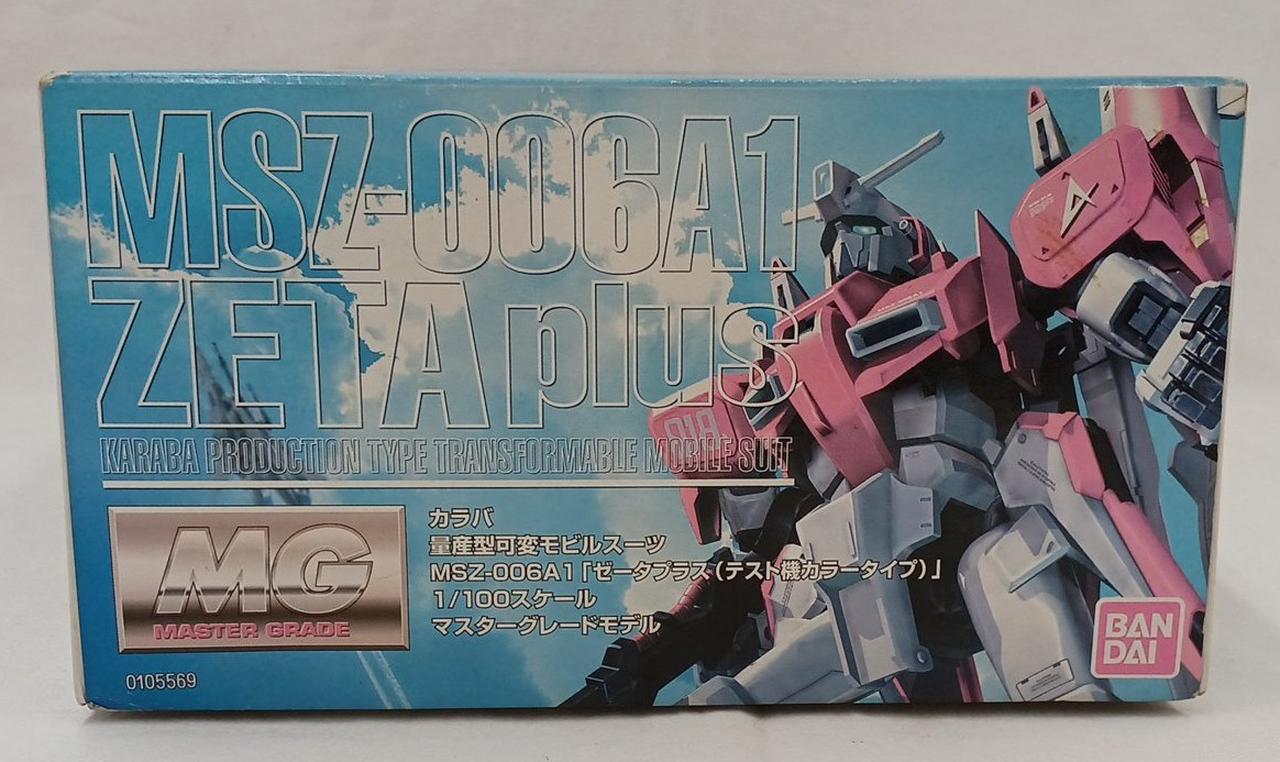 MSZ-006A1
ZETA plus
KARABA PRODUCTION TYPE TRANSFORMABLE MOBILE SUIT
MG
MASTER GRADE
カラバ
量産型可変モビルスーツ
MSZ-006A1「ゼータプラス(テスト機カラータイプ)」
1/100スケール
マスターグレードモデル
0105569
01A
BAN
DAI